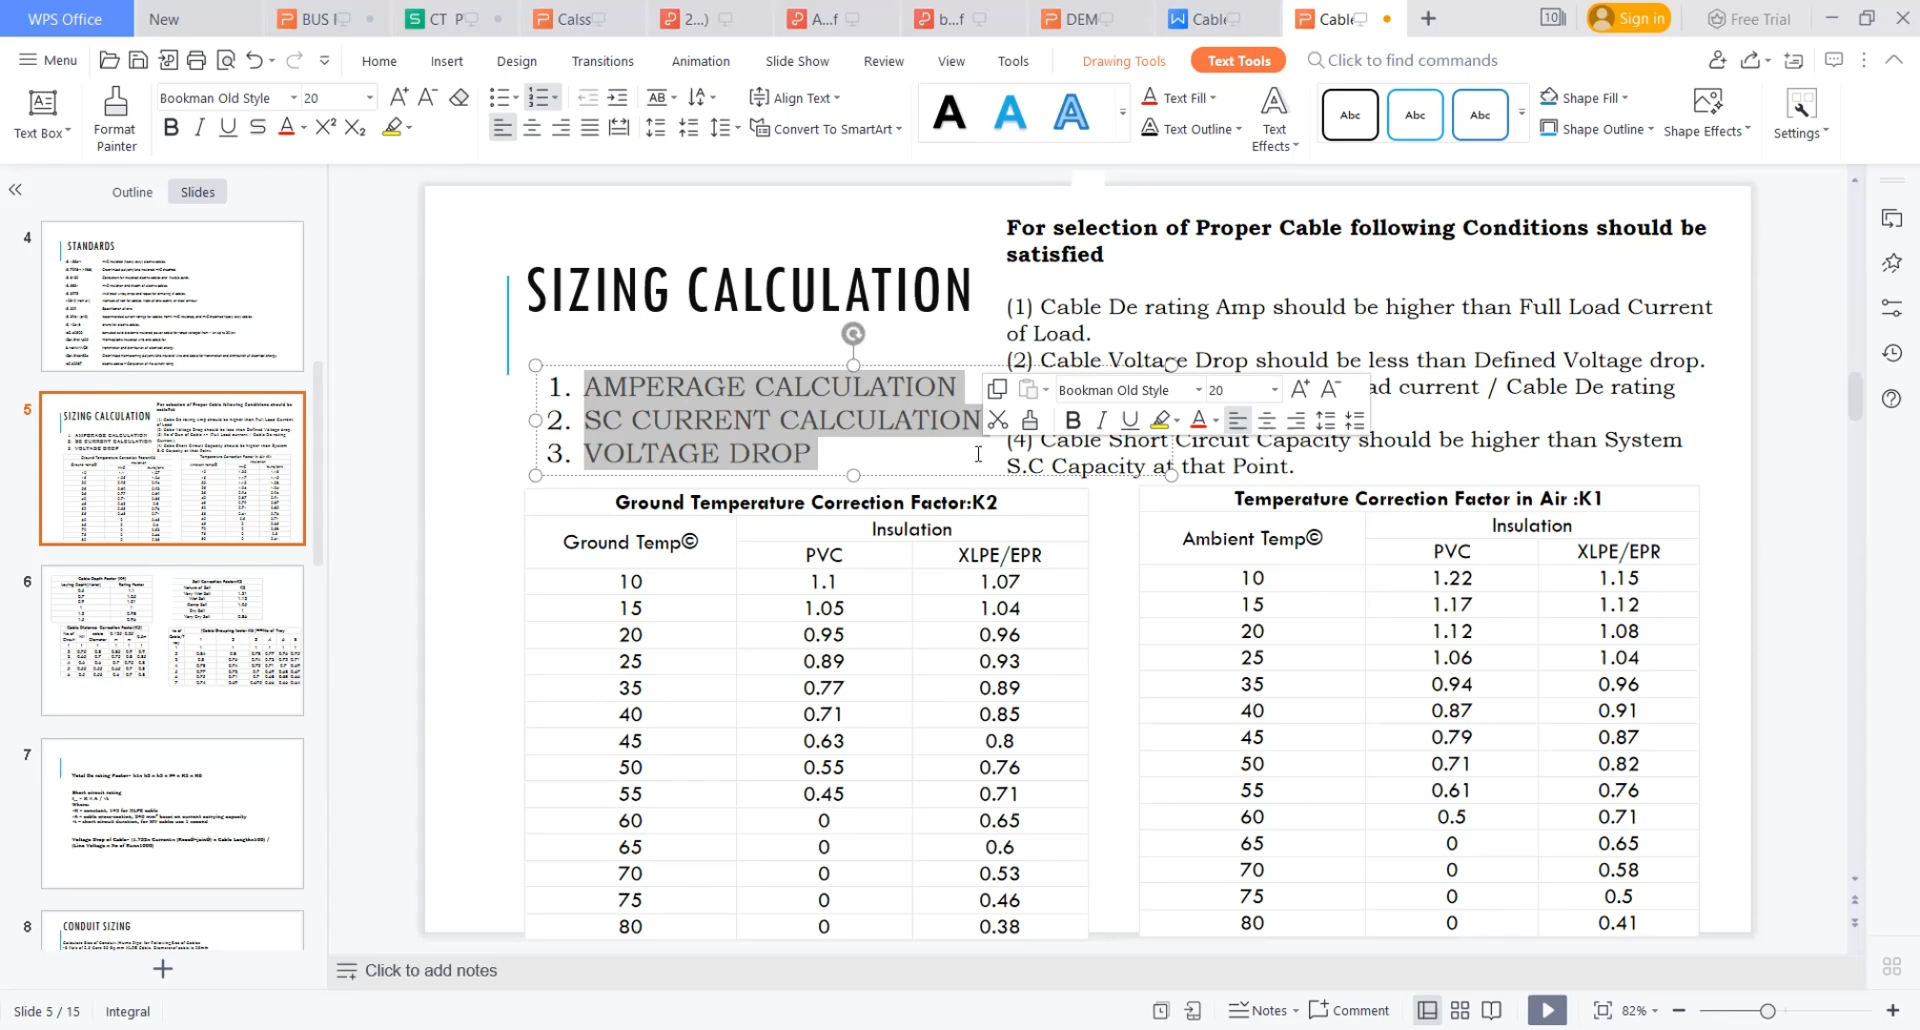 WPS Office
New
BUS
CT P
Calss
2...)
A...f
b...f
DEM
Cable
Cable
Sign in
Free Trial
Menu
Home
Insert
Design
Transitions
Animation
Slide Show
Review
View
Tools
Drawing Tools
Text Tools
Click to find commands
Text Box
Format Painter
Bookman Old Style
20
Align Text
Convert To SmartArt
Text Fill
Text Outline
Text Effects
Abc
Abc
Abc
Shape Fill
Shape Outline
Shape Effects
Settings
Outline
Slides
4
STANDARDS
5
SIZING CALCULATION
6
7
8
CONDUIT SIZING
SIZING CALCULATION
For selection of Proper Cable following Conditions should be
satisfied
(1) Cable De rating Amp should be higher than Full Load Current
of Load.
(2) Cable Voltage Drop should be less than Defined Voltage drop.
ad current / Cable De rating
(4) Cable Short Circuit Capacity should be higher than System
S.C Capacity at that Point.
1. AMPERAGE CALCULATION
2. SC CURRENT CALCULATION
3. VOLTAGE DROP
Bookman Old Style
20
Ground Temperature Correction Factor:K2
Ground Temp© Insulation
PVC XLPE/EPR
10 1.1 1.07
15 1.05 1.04
20 0.95 0.96
25 0.89 0.93
35 0.77 0.89
40 0.71 0.85
45 0.63 0.8
50 0.55 0.76
55 0.45 0.71
60 0 0.65
65 0 0.6
70 0 0.53
75 0 0.46
80 0 0.38
Temperature Correction Factor in Air :K1
Ambient Temp© Insulation
PVC XLPE/EPR
10 1.22 1.15
15 1.17 1.12
20 1.12 1.08
25 1.06 1.04
35 0.94 0.96
40 0.87 0.91
45 0.79 0.87
50 0.71 0.82
55 0.61 0.76
60 0.5 0.71
65 0 0.65
70 0 0.58
75 0 0.5
80 0 0.41
Click to add notes
Slide 5 / 15
Integral
Notes
Comment
82%